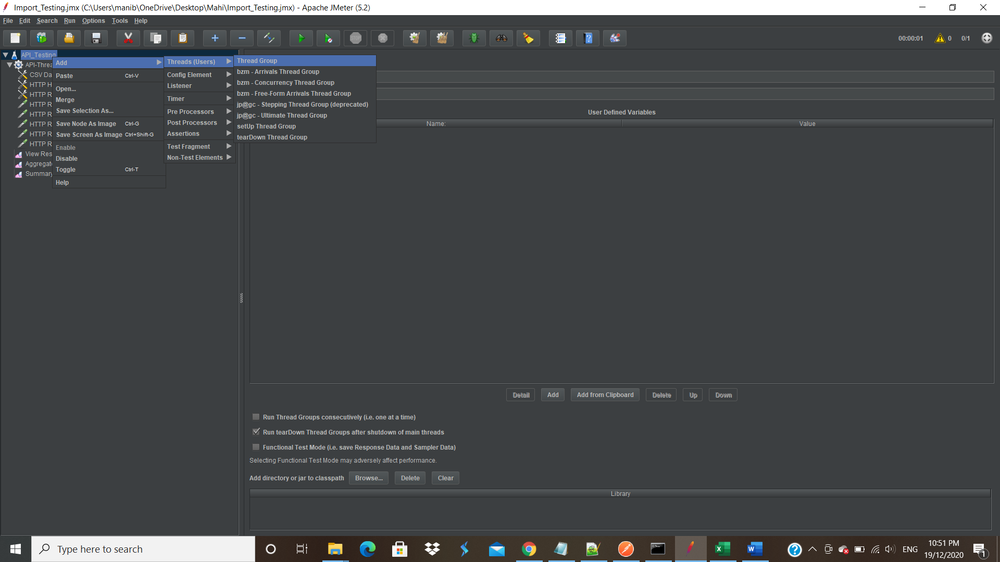 Import_Testing.jmx (C:\Users\manib\OneDrive\Desktop\Mahi\Import_Testing.jmx) - Apache JMeter (5.2)
File Edit Search Run Options Tools Help
STOP
00:00:01 0 0/1
API_Testing
API-Threa
CSV Da
HTTP H
HTTP R
HTTP R
HTTP R
HTTP R
HTTP R
HTTP R
View Res
Aggregate
Summary
Add
Paste Ctrl-V
Open...
Merge
Save Selection As...
Save Node As Image Ctrl-G
Save Screen As Image Ctrl+Shift-G
Enable
Disable
Toggle Ctrl-T
Help
Threads (Users)
Config Element
Listener
Timer
Pre Processors
Post Processors
Assertions
Test Fragment
Non-Test Elements
Thread Group
bzm - Arrivals Thread Group
bzm - Concurrency Thread Group
bzm - Free-Form Arrivals Thread Group
jp@gc - Stepping Thread Group (deprecated)
jp@gc - Ultimate Thread Group
setUp Thread Group
tearDown Thread Group
User Defined Variables
Name: Value
Detail Add Add from Clipboard Delete Up Down
Run Thread Groups consecutively (i.e. one at a time)
Run tearDown Thread Groups after shutdown of main threads
Functional Test Mode (i.e. save Response Data and Sampler Data)
Selecting Functional Test Mode may adversely affect performance.
Add directory or jar to classpath Browse... Delete Clear
Library
Type here to search
ENG
10:51 PM
19/12/2020
1